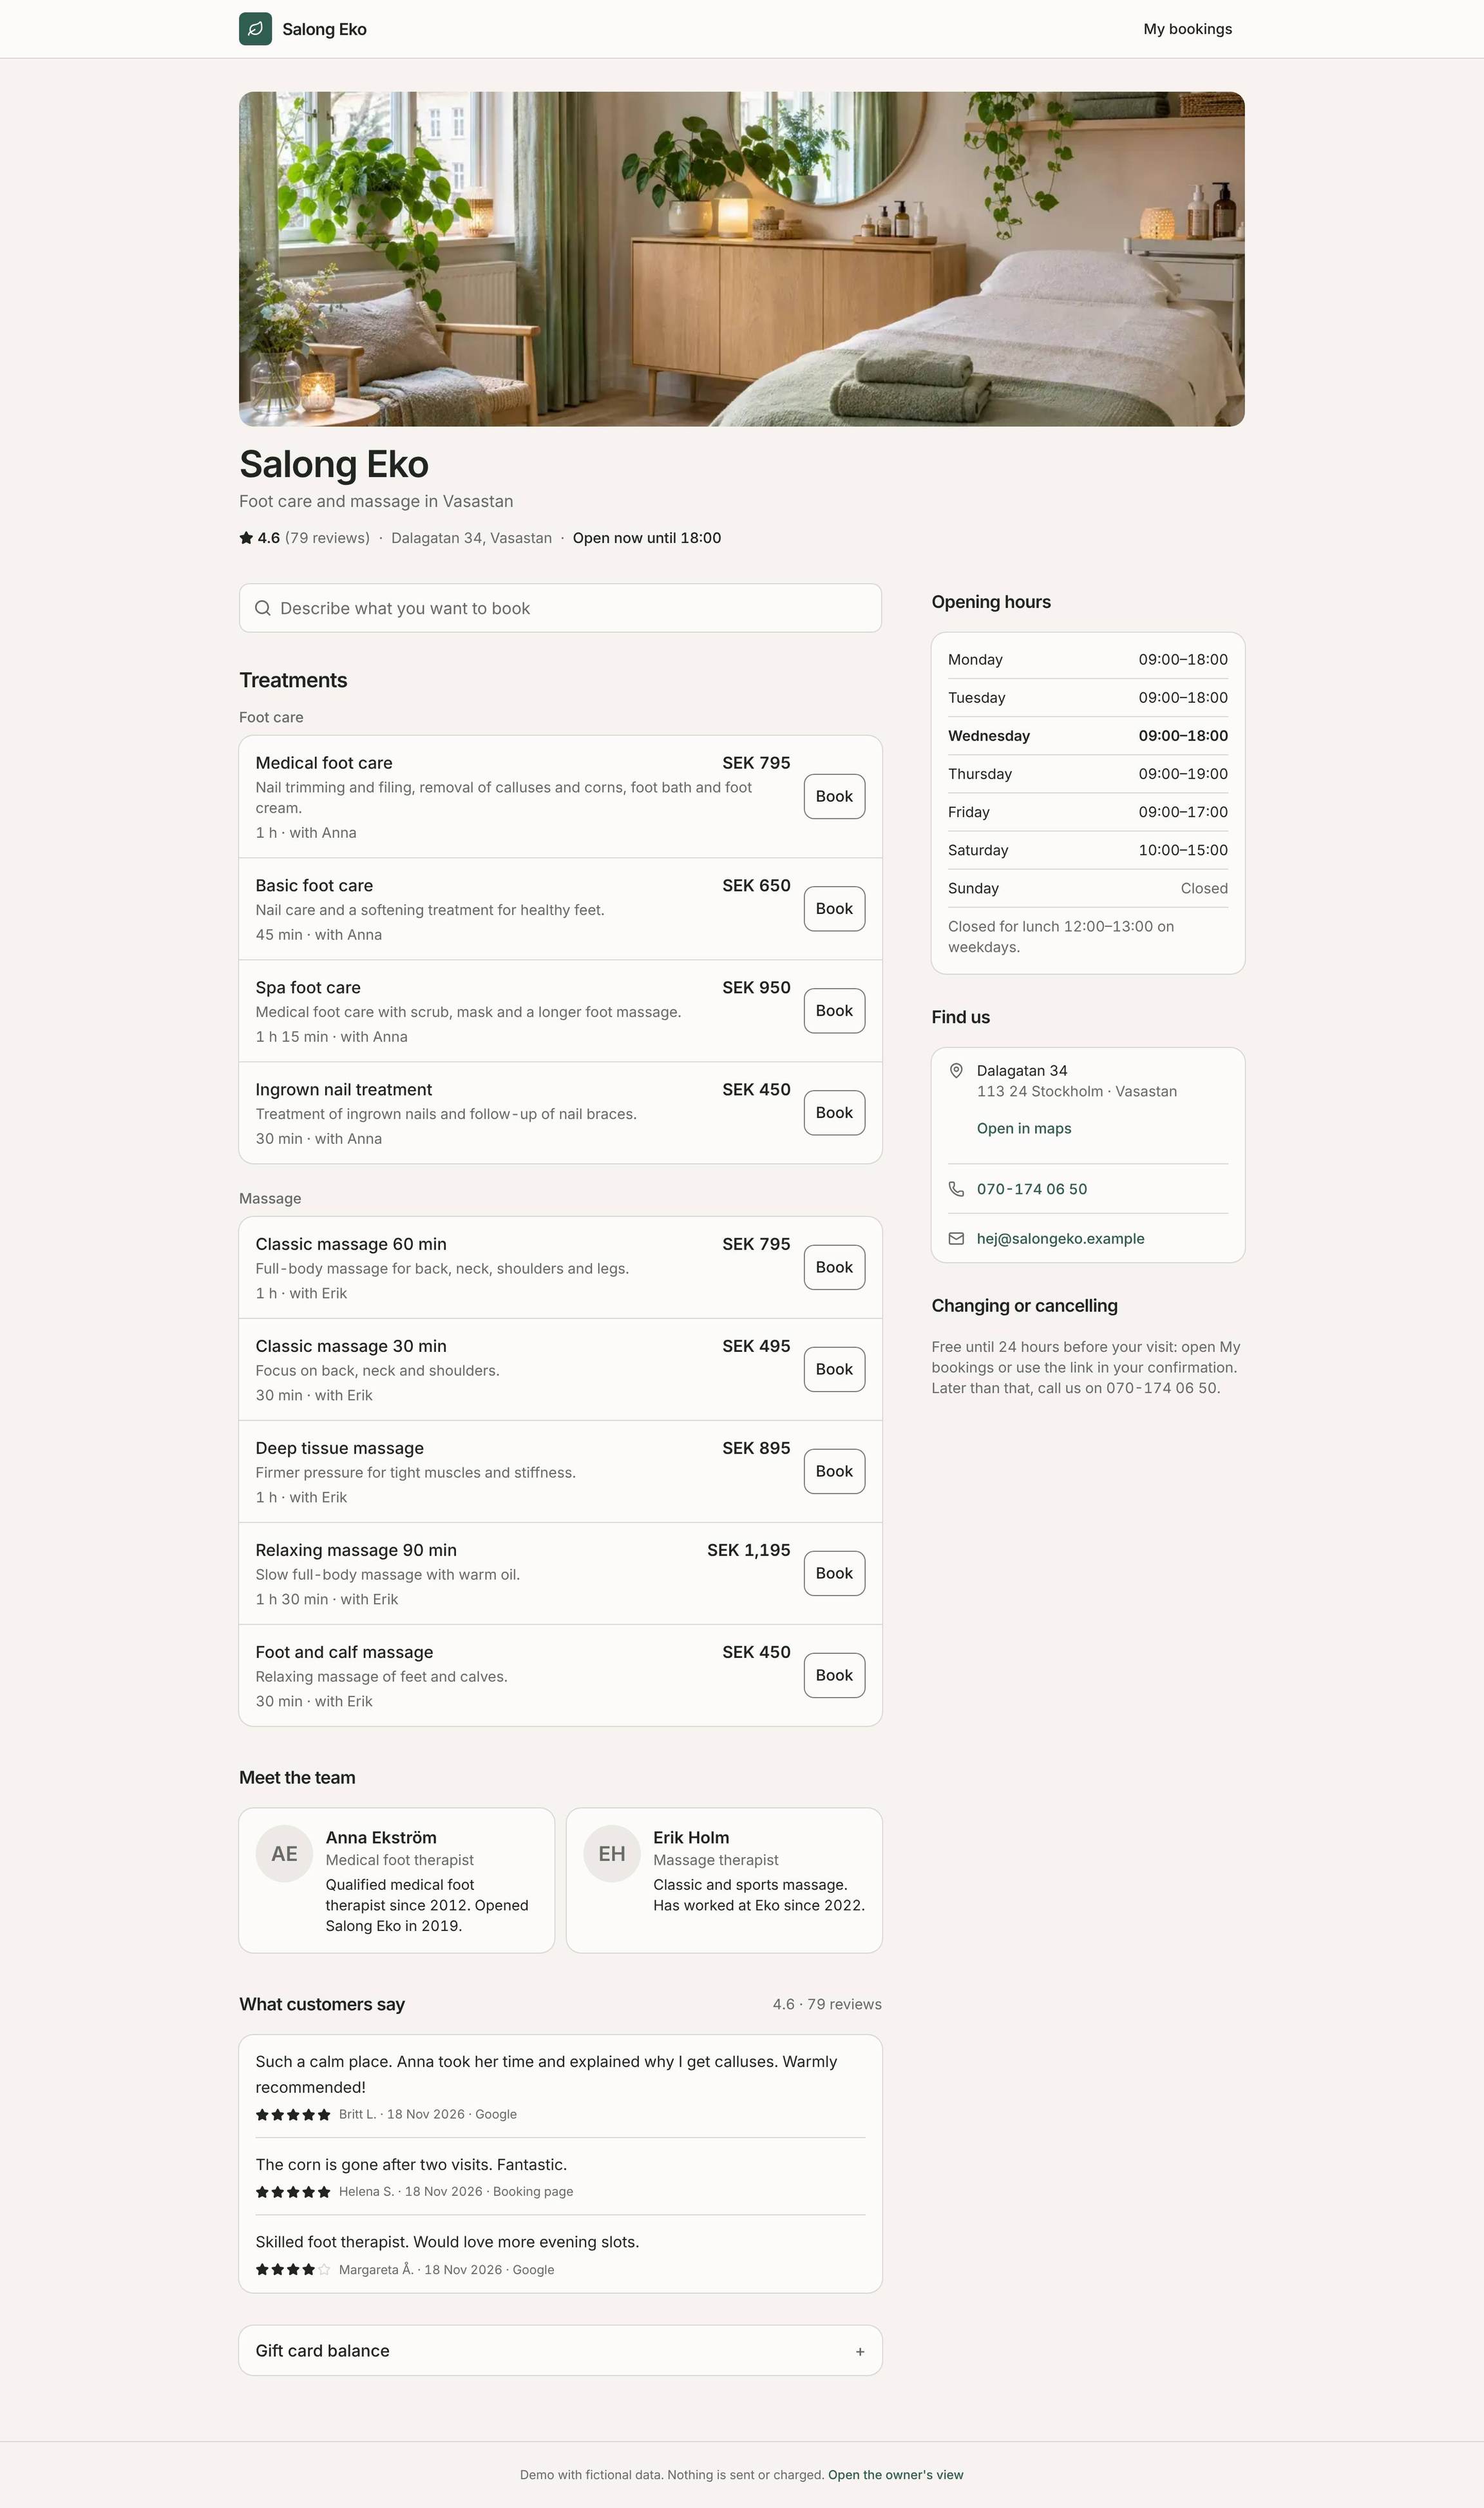 Salong Eko
My bookings
Salong Eko
Foot care and massage in Vasastan
★ 4.6 (79 reviews) · Dalagatan 34, Vasastan · Open now until 18:00
Describe what you want to book
Treatments
Foot care
Medical foot care SEK 795
Nail trimming and filing, removal of calluses and corns, foot bath and foot
cream.
1 h · with Anna
Book
Basic foot care SEK 650
Nail care and a softening treatment for healthy feet.
45 min · with Anna
Book
Spa foot care SEK 950
Medical foot care with scrub, mask and a longer foot massage.
1 h 15 min · with Anna
Book
Ingrown nail treatment SEK 450
Treatment of ingrown nails and follow-up of nail braces.
30 min · with Anna
Book
Massage
Classic massage 60 min SEK 795
Full-body massage for back, neck, shoulders and legs.
1 h · with Erik
Book
Classic massage 30 min SEK 495
Focus on back, neck and shoulders.
30 min · with Erik
Book
Deep tissue massage SEK 895
Firmer pressure for tight muscles and stiffness.
1 h · with Erik
Book
Relaxing massage 90 min SEK 1,195
Slow full-body massage with warm oil.
1 h 30 min · with Erik
Book
Foot and calf massage SEK 450
Relaxing massage of feet and calves.
30 min · with Erik
Book
Meet the team
AE
Anna Ekström
Medical foot therapist
Qualified medical foot
therapist since 2012. Opened
Salong Eko in 2019.
EH
Erik Holm
Massage therapist
Classic and sports massage.
Has worked at Eko since 2022.
What customers say 4.6 · 79 reviews
Such a calm place. Anna took her time and explained why I get calluses. Warmly
recommended!
★★★★★ Britt L. · 18 Nov 2026 · Google
The corn is gone after two visits. Fantastic.
★★★★★ Helena S. · 18 Nov 2026 · Booking page
Skilled foot therapist. Would love more evening slots.
★★★★☆ Margareta Å. · 18 Nov 2026 · Google
Gift card balance +
Opening hours
Monday 09:00–18:00
Tuesday 09:00–18:00
Wednesday 09:00–18:00
Thursday 09:00–19:00
Friday 09:00–17:00
Saturday 10:00–15:00
Sunday Closed
Closed for lunch 12:00–13:00 on
weekdays.
Find us
Dalagatan 34
113 24 Stockholm · Vasastan
Open in maps
070-174 06 50
hej@salongeko.example
Changing or cancelling
Free until 24 hours before your visit: open My
bookings or use the link in your confirmation.
Later than that, call us on 070-174 06 50.
Demo with fictional data. Nothing is sent or charged. Open the owner's view